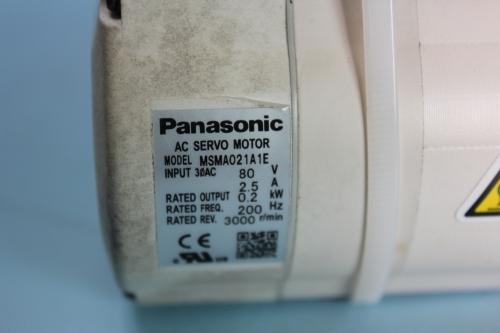 Panasonic
AC SERVO MOTOR
MODEL MSMA021A1E
INPUT 3ØAC 80 V
2.5 A
RATED OUTPUT 0.2 kW
RATED FREQ. 200 Hz
RATED REV. 3000 r/min
CE